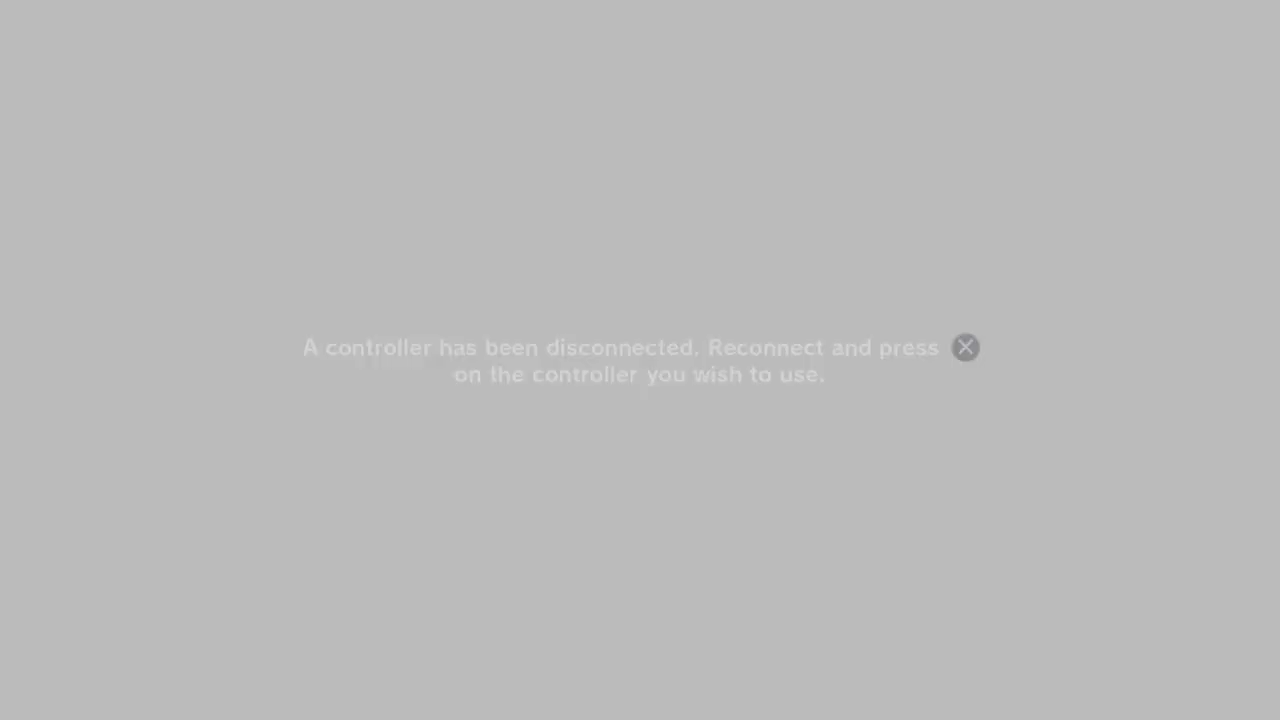 A controller has been disconnected. Reconnect and press
on the controller you wish to use.